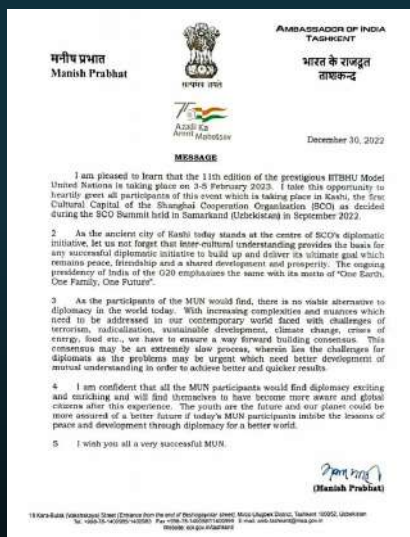 AMBASSADOR OF INDIA
TASHKENT
मनीष प्रभात
Manish Prabhat
भारत के राजदूत
ताशकन्द
सत्यमेव जयते
75
Azadi Ka
Amrit Mahotsav
December 30, 2022
MESSAGE
I am pleased to learn that the 11th edition of the prestigious IITBHU Model
United Nations is taking place on 3-5 February 2023. I take this opportunity to
heartily greet all participants of this event which is taking place in Kashi, the first
Cultural Capital of the Shanghai Cooperation Organization (SCO) as decided
during the SCO Summit held in Samarkand (Uzbekistan) in September 2022.
2 As the ancient city of Kashi today stands at the centre of SCO's diplomatic
initiative, let us not forget that inter-cultural understanding provides the basis for
any successful diplomatic initiative to build up and deliver its ultimate goal which
remains peace, friendship and a shared development and prosperity. The ongoing
presidency of India of the G20 emphasizes the same with its motto of "One Earth,
One Family, One Future".
3 As the participants of the MUN would find, there is no viable alternative to
diplomacy in the world today. With increasing complexities and nuances which
need to be addressed in our contemporary world faced with challenges of
terrorism, radicalization, sustainable development, climate change, crises of
energy, food etc., we have to ensure a way forward building consensus. This
consensus may be an extremely slow process, wherein lies the challenges for
diplomats as the problems may be urgent which need better development of
mutual understanding in order to achieve better and quicker results
4 I am confident that all the MUN participants would find diplomacy exciting
and enriching and will find themselves to have become more aware and global
citizens after this experience. The youth are the future and our planet could be
more assured of a better future if today's MUN participants imbibe the lessons of
peace and development through diplomacy for a better world.
5 I wish you all a very successful MUN.
(Manish Prabhat)